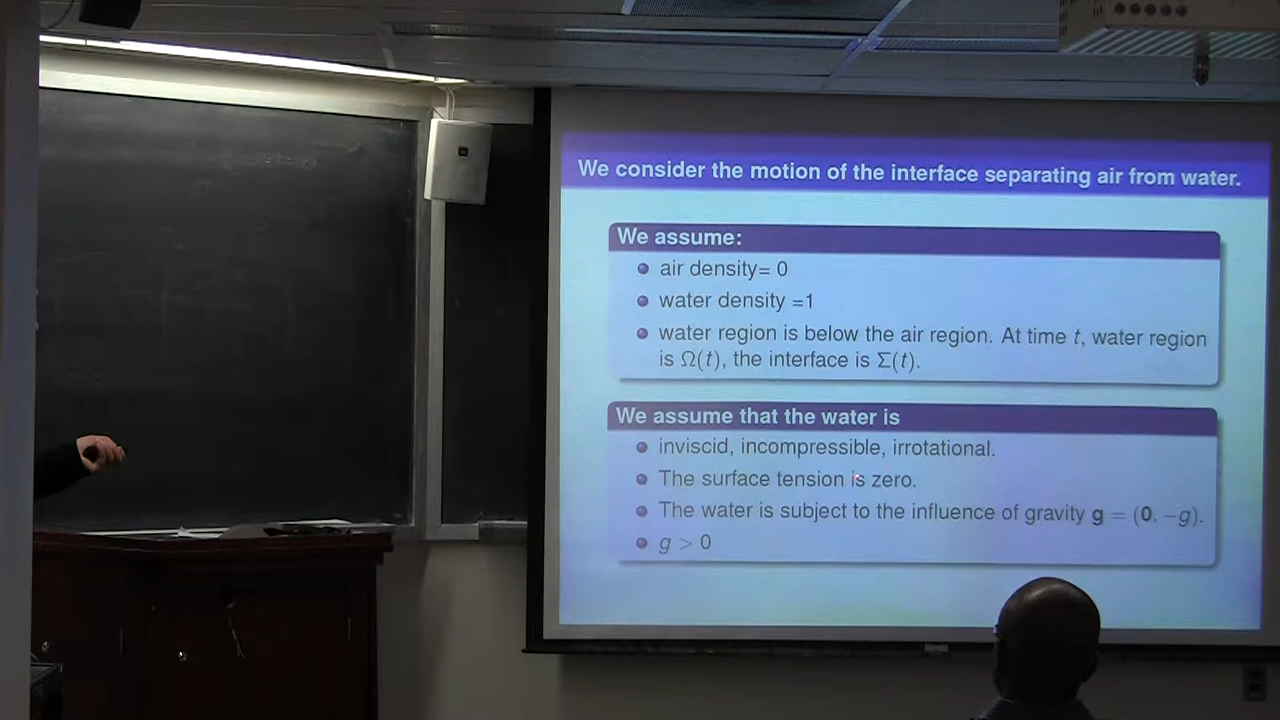 We consider the motion of the interface separating air from water.
We assume:
air density= 0
water density =1
water region is below the air region. At time t, water region
is Ω(t), the interface is Σ(t).
We assume that the water is
inviscid, incompressible, irrotational.
The surface tension is zero.
The water is subject to the influence of gravity g = (0, −g).
g > 0